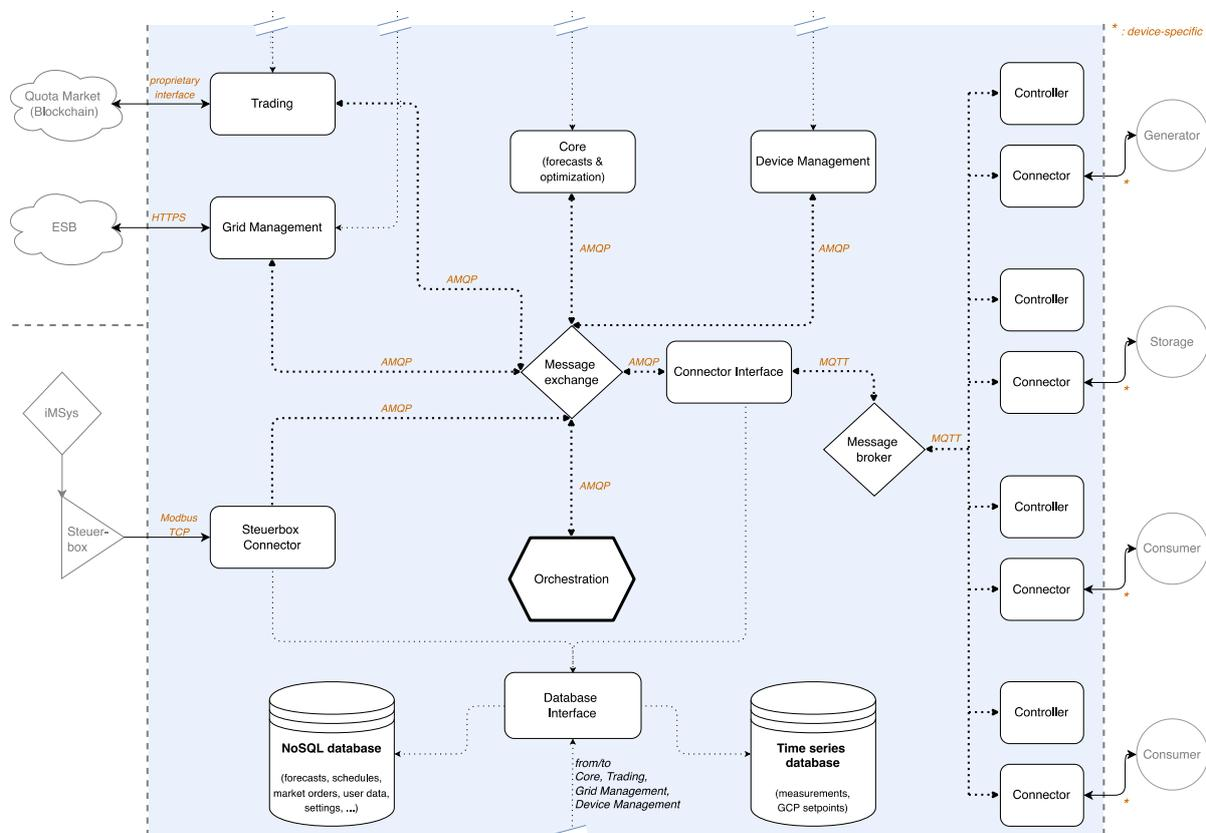 * : device-specific
Quota Market
(Blockchain)
proprietary
interface
Trading
Core
(forecasts &
optimization)
Device Management
Controller
Connector
Generator
*
ESB
HTTPS
Grid Management
AMQP
AMQP
AMQP
Controller
Connector
Storage
*
AMQP
Message
exchange
AMQP
Connector Interface
MQTT
iMSys
AMQP
Message
broker
MQTT
AMQP
Steuer-
box
Modbus
TCP
Steuerbox
Connector
Orchestration
Controller
Connector
Consumer
*
Database
Interface
NoSQL database
(forecasts, schedules,
market orders, user data,
settings, ...)
from/to
Core, Trading,
Grid Management,
Device Management
Time series
database
(measurements,
GCP setpoints)
Controller
Connector
Consumer
*